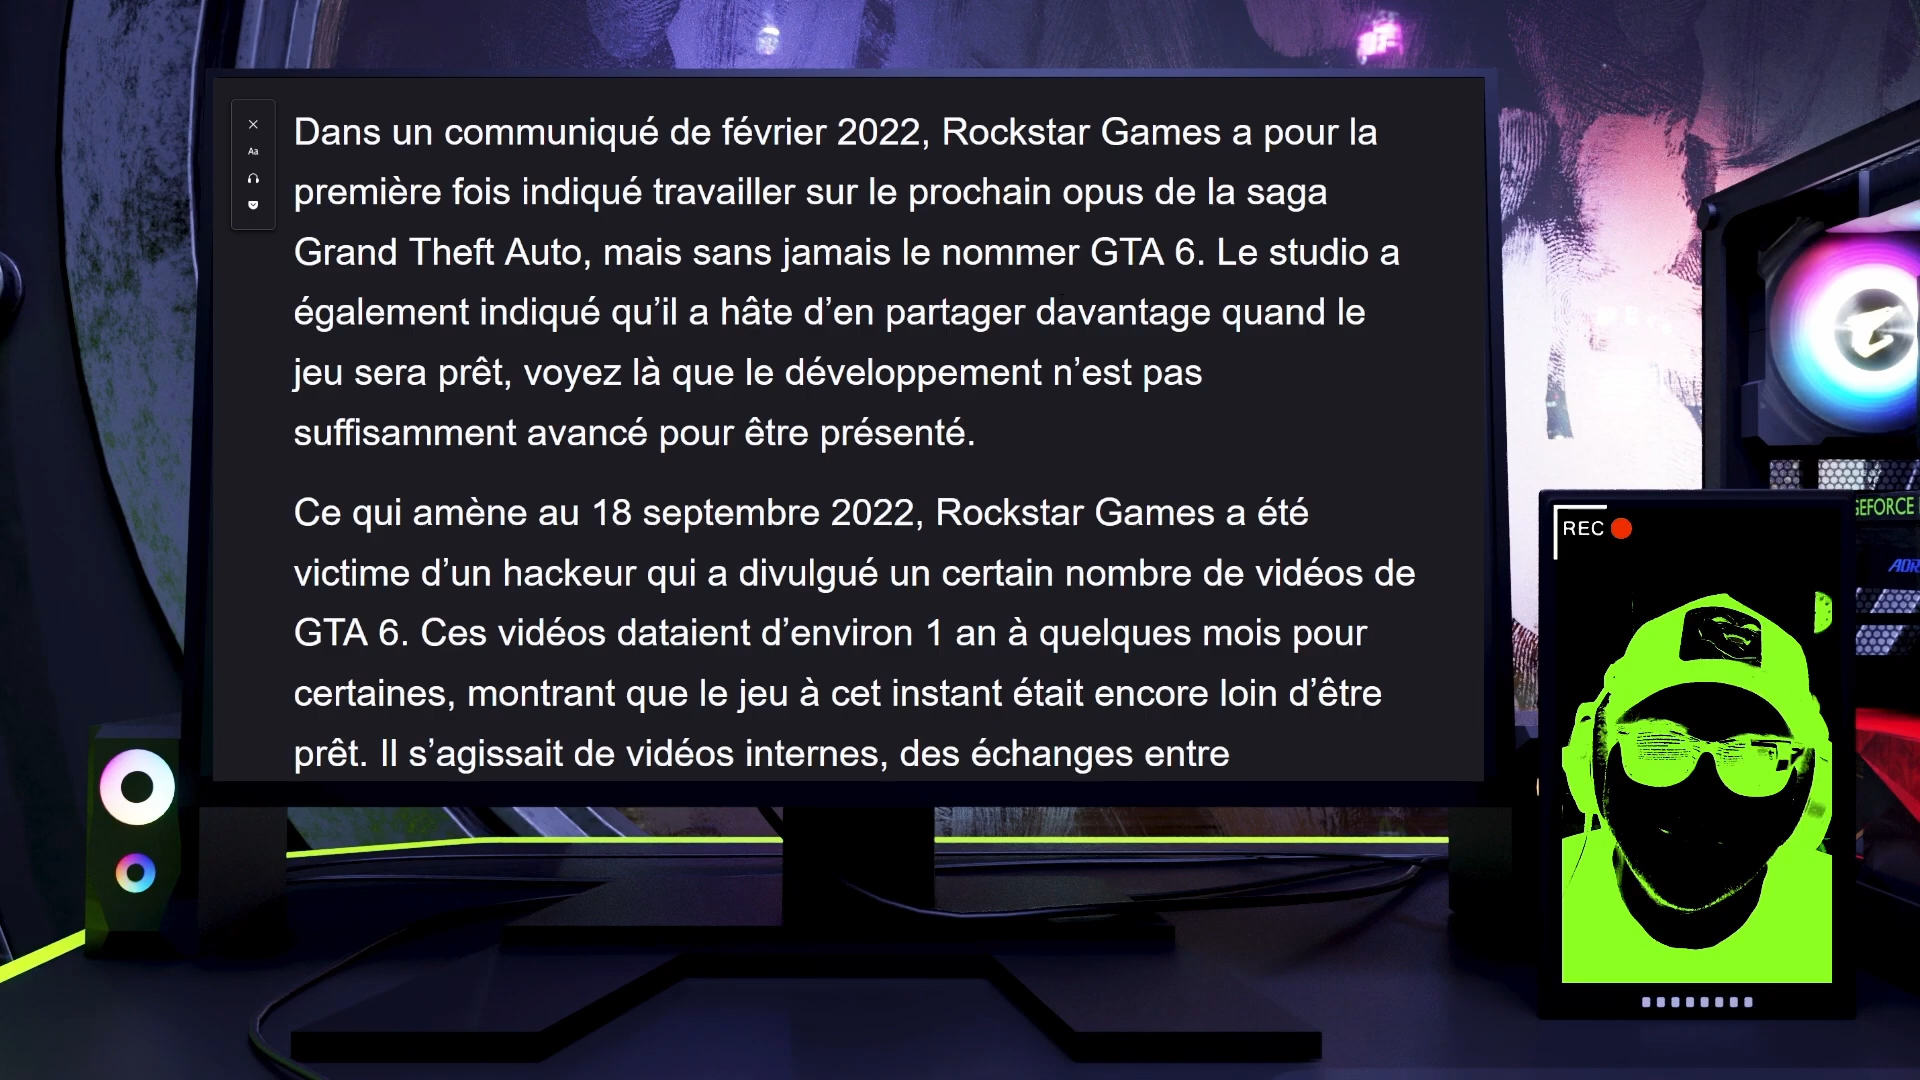 Aa
Dans un communiqué de février 2022, Rockstar Games a pour la
première fois indiqué travailler sur le prochain opus de la saga
Grand Theft Auto, mais sans jamais le nommer GTA 6. Le studio a
également indiqué qu’il a hâte d’en partager davantage quand le
jeu sera prêt, voyez là que le développement n’est pas
suffisamment avancé pour être présenté.
Ce qui amène au 18 septembre 2022, Rockstar Games a été
victime d’un hackeur qui a divulgué un certain nombre de vidéos de
GTA 6. Ces vidéos dataient d’environ 1 an à quelques mois pour
certaines, montrant que le jeu à cet instant était encore loin d’être
prêt. Il s’agissait de vidéos internes, des échanges entre
REC
GEFORCE